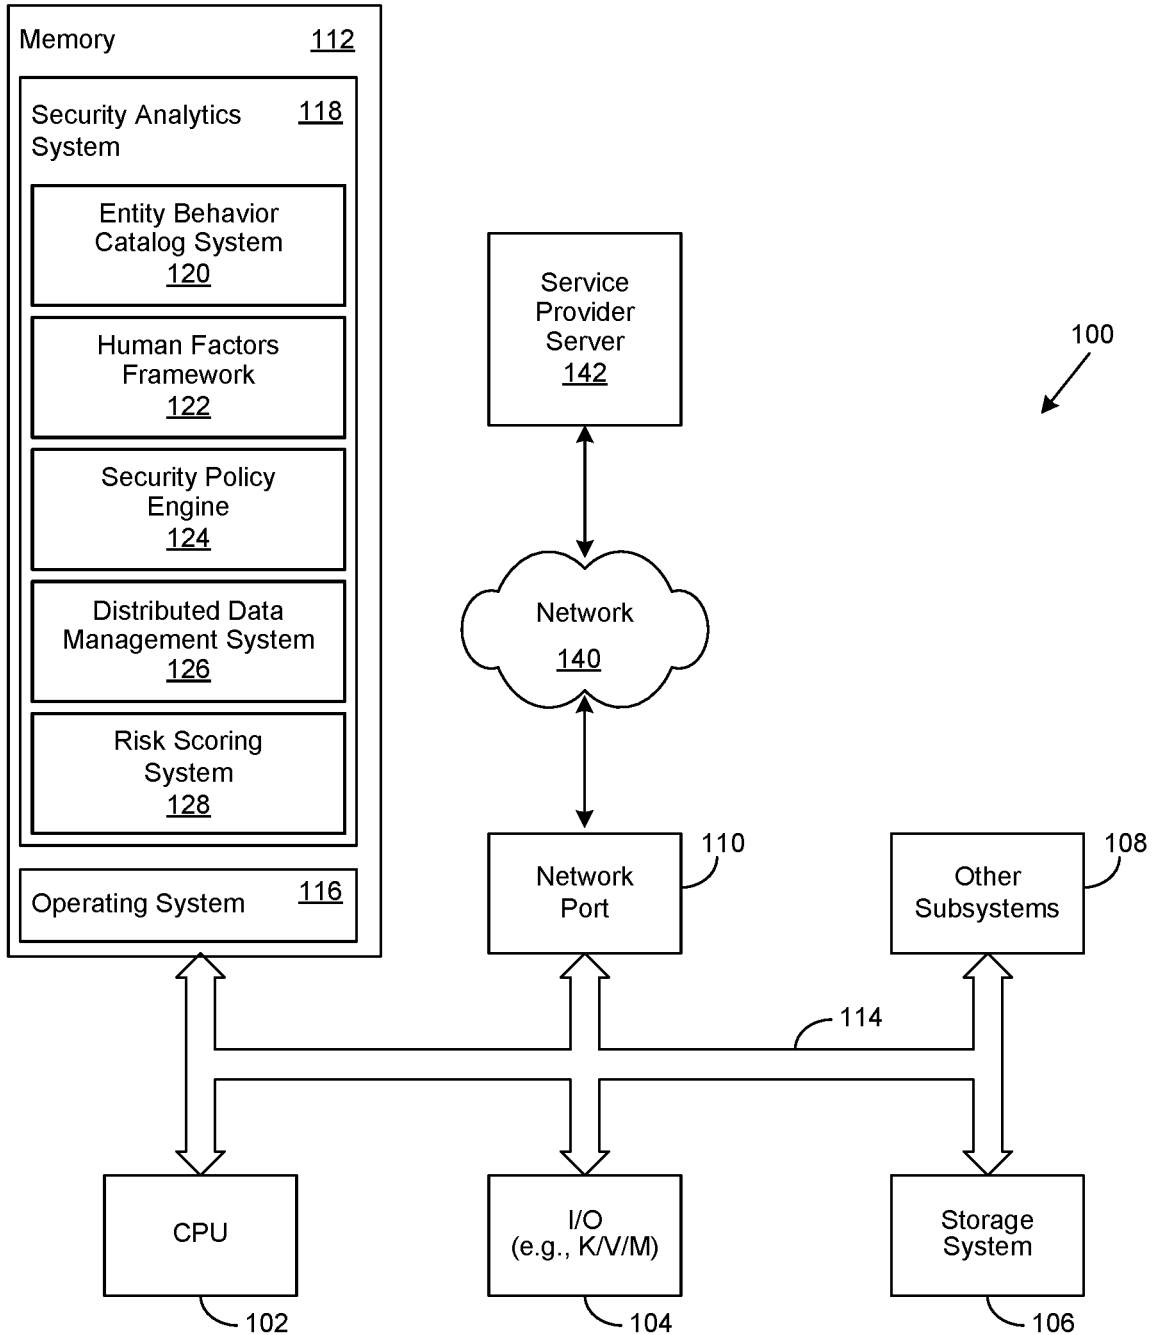 Memory 112
Security Analytics 118
System
Entity Behavior
Catalog System
120
Human Factors
Framework
122
Security Policy
Engine
124
Distributed Data
Management System
126
Risk Scoring
System
128
Operating System 116
Service
Provider
Server
142
100
Network
140
Network
Port
110
Other
Subsystems
108
114
CPU
102
I/O
(e.g., K/V/M)
104
Storage
System
106